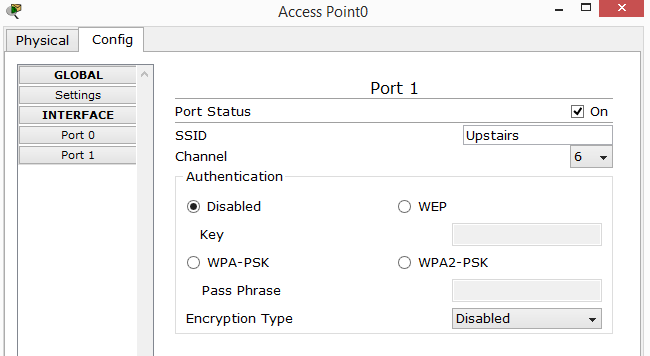 Access Point0
Physical Config
GLOBAL
Settings
INTERFACE
Port 0
Port 1
Port 1
Port Status On
SSID Upstairs
Channel 6
Authentication
Disabled WEP
Key
WPA-PSK WPA2-PSK
Pass Phrase
Encryption Type Disabled